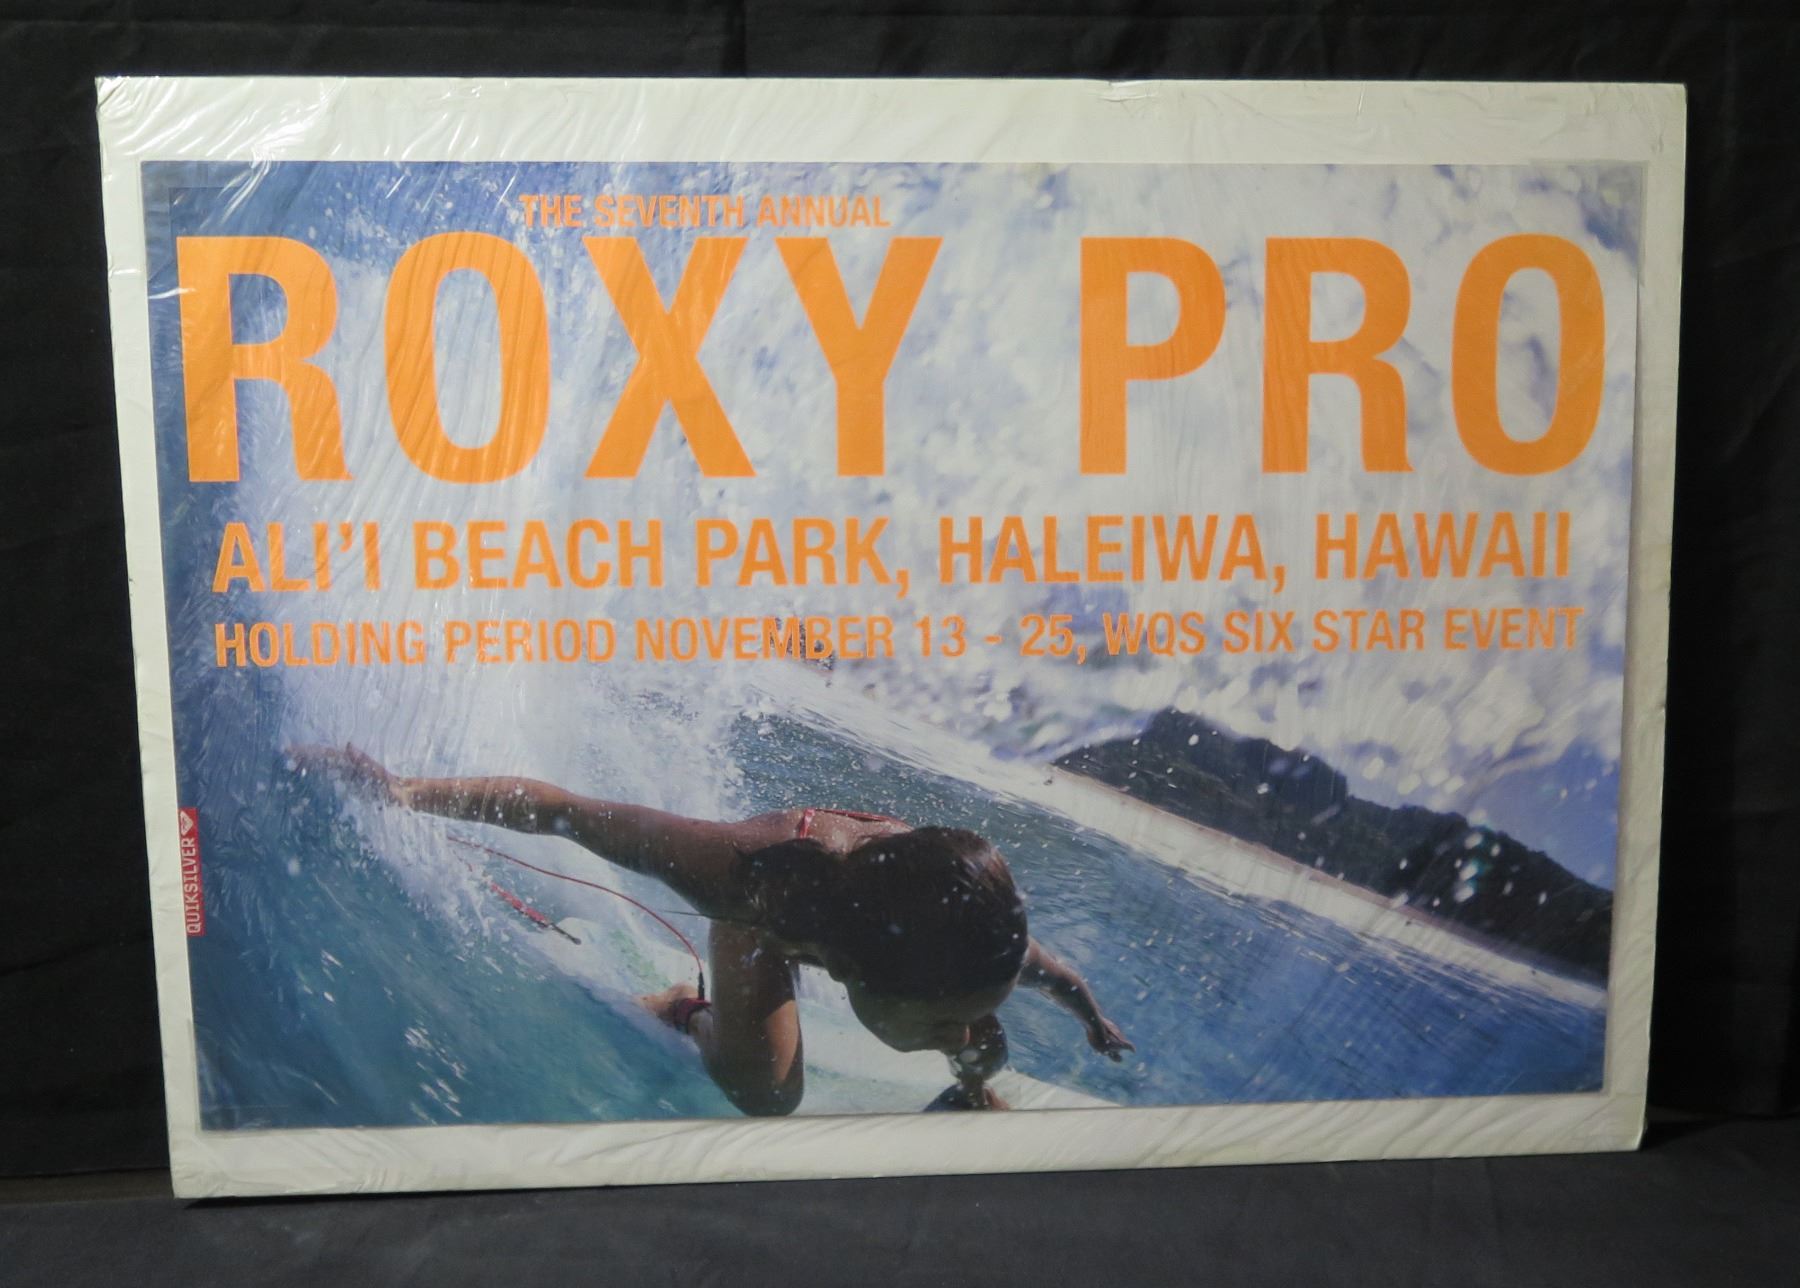 THE SEVENTH ANNUAL
ROXY PRO
ALI'I BEACH PARK, HALEIWA, HAWAII
HOLDING PERIOD NOVEMBER 13 - 25, WQS SIX STAR EVENT
QUIKSILVER